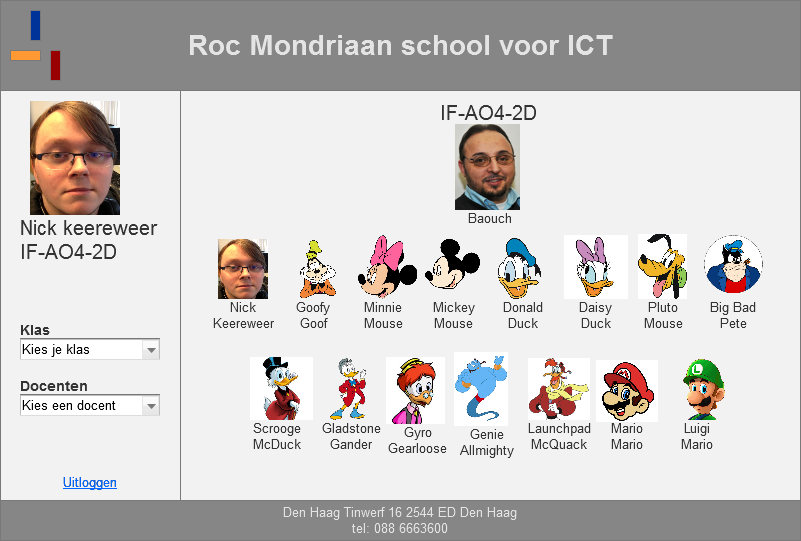 Roc Mondriaan school voor ICT
Nick keereweer
IF-AO4-2D
Klas
Kies je klas
Docenten
Kies een docent
Uitloggen
IF-AO4-2D
Baouch
Nick Keereweer
Goofy Goof
Minnie Mouse
Mickey Mouse
Donald Duck
Daisy Duck
Pluto Mouse
Big Bad Pete
Scrooge McDuck
Gladstone Gander
Gyro Gearloose
Genie Allmighty
Launchpad McQuack
Mario Mario
Luigi Mario
L
Den Haag Tinwerf 16 2544 ED Den Haag
tel: 088 6663600